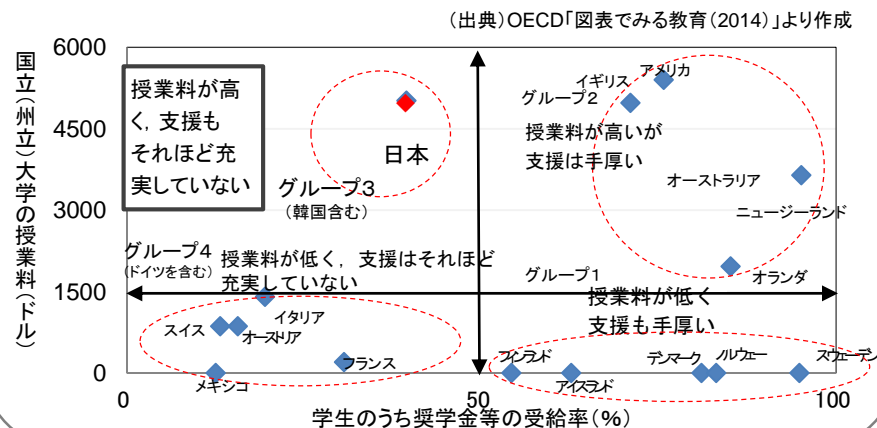 (出典)OECD「図表でみる教育(2014)」より作成
国立(州立)大学の授業料(ドル)
6000
4500
3000
1500
0
授業料が高
く,支援も
それほど充
実していない
日本
グループ3
(韓国含む)
イギリス
アメリカ
グループ2
授業料が高いが
支援は手厚い
オーストラリア
ニュージーランド
オランダ
グループ4
(ドイツを含む)
授業料が低く,支援はそれほど
充実していない
グループ1
授業料が低く
支援も手厚い
スイス
オーストリア
イタリア
フランス
メキシコ
フィンランド
アイスランド
デンマーク
ノルウェー
スウェーデン
0
50
100
学生のうち奨学金等の受給率(%)